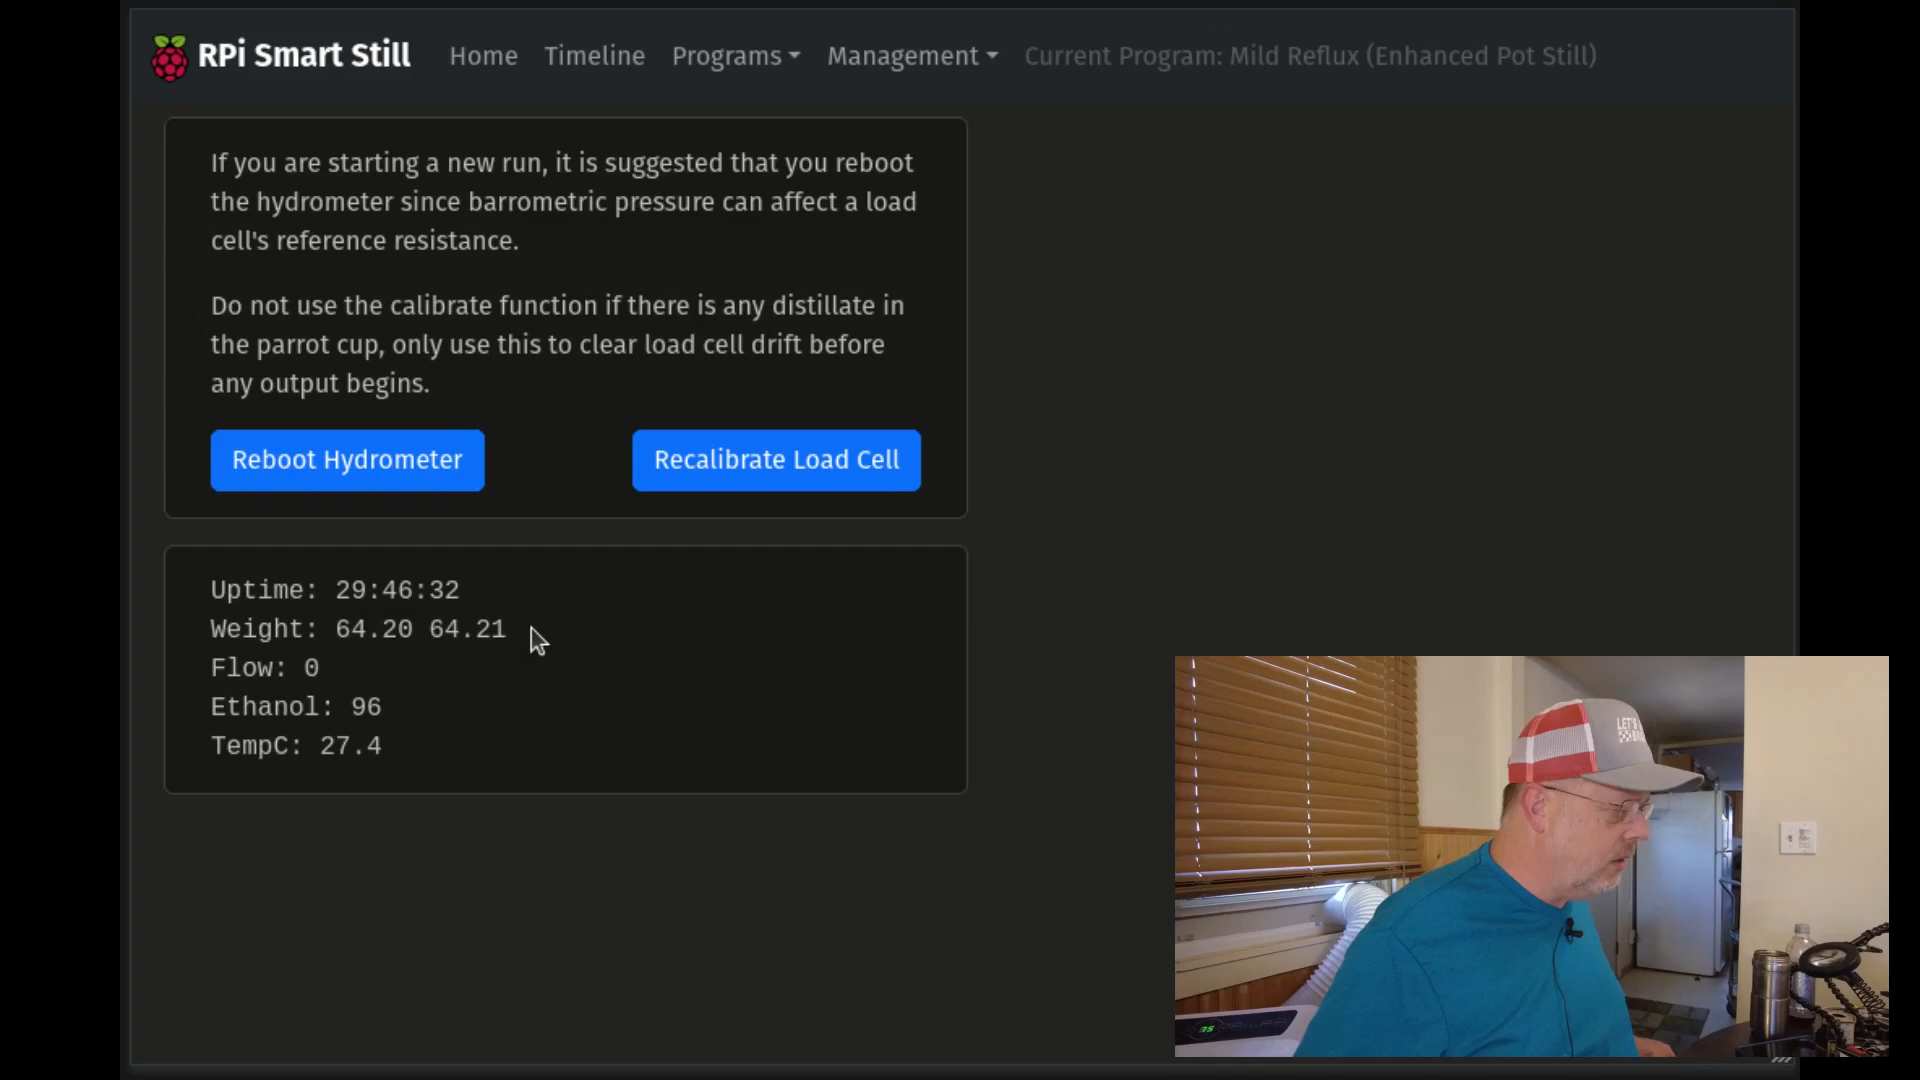 RPi Smart Still Home Timeline Programs Management Current Program: Mild Reflux (Enhanced Pot Still)
If you are starting a new run, it is suggested that you reboot
the hydrometer since barrometric pressure can affect a load
cell's reference resistance.
Do not use the calibrate function if there is any distillate in
the parrot cup, only use this to clear load cell drift before
any output begins.
Reboot Hydrometer Recalibrate Load Cell
Uptime: 29:46:32
Weight: 64.20 64.21
Flow: 0
Ethanol: 96
TempC: 27.4
LET'S
75